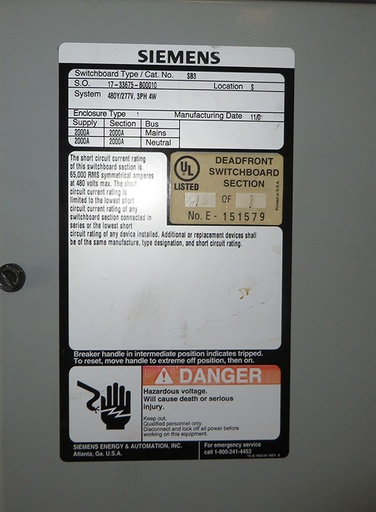 SIEMENS
Switchboard Type / Cat. No. SB3
S.O. 17-33675-B00010 Location S
System 480Y/277V, 3PH 4W
Enclosure Type 1 Manufacturing Date 11/0
Supply Section Bus
2000A 2000A Mains
2000A 2000A Neutral
The short circuit current rating
of this switchboard section is
65,000 RMS symmetrical amperes
at 480 volts max. The short
circuit current rating is
limited to the lowest short
circuit current rating of any
switchboard section connected in
series or the lowest short
circuit rating of any device installed. Additional or replacement devices shall
be of the same manufacture, type designation, and short circuit rating.
UL
LISTED
DEADFRONT
SWITCHBOARD
SECTION
OF
No. E-151579
Printed in U.S.A.
Breaker handle in intermediate position indicates tripped.
To reset, move handle to extreme off position, then on.
DANGER
Hazardous voltage.
Will cause death or serious
injury.
Keep out.
Qualified personnel only.
Disconnect and lock off all power before
working on this equipment.
SIEMENS ENERGY & AUTOMATION, INC.
Atlanta, Ga. U.S.A.
For emergency service
call 1-800-241-4453